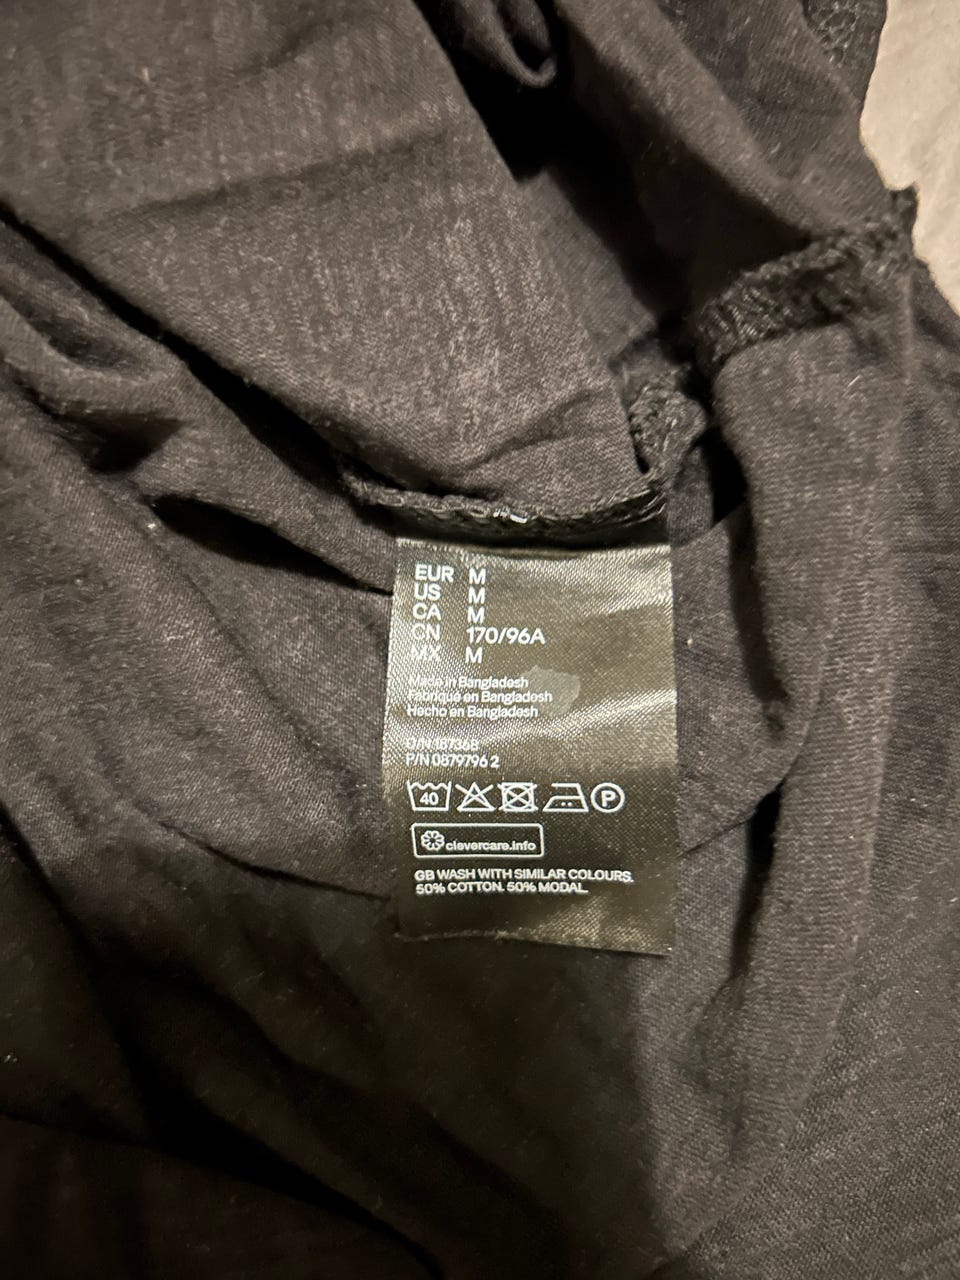 EUR M
US M
CA M
CN 170/96A
MX M
Made in Bangladesh
Fabriqué en Bangladesh
Hecho en Bangladesh
P/N 0879796 2
40
P
clevercare.info
GB WASH WITH SIMILAR COLOURS.
50% COTTON. 50% MODAL